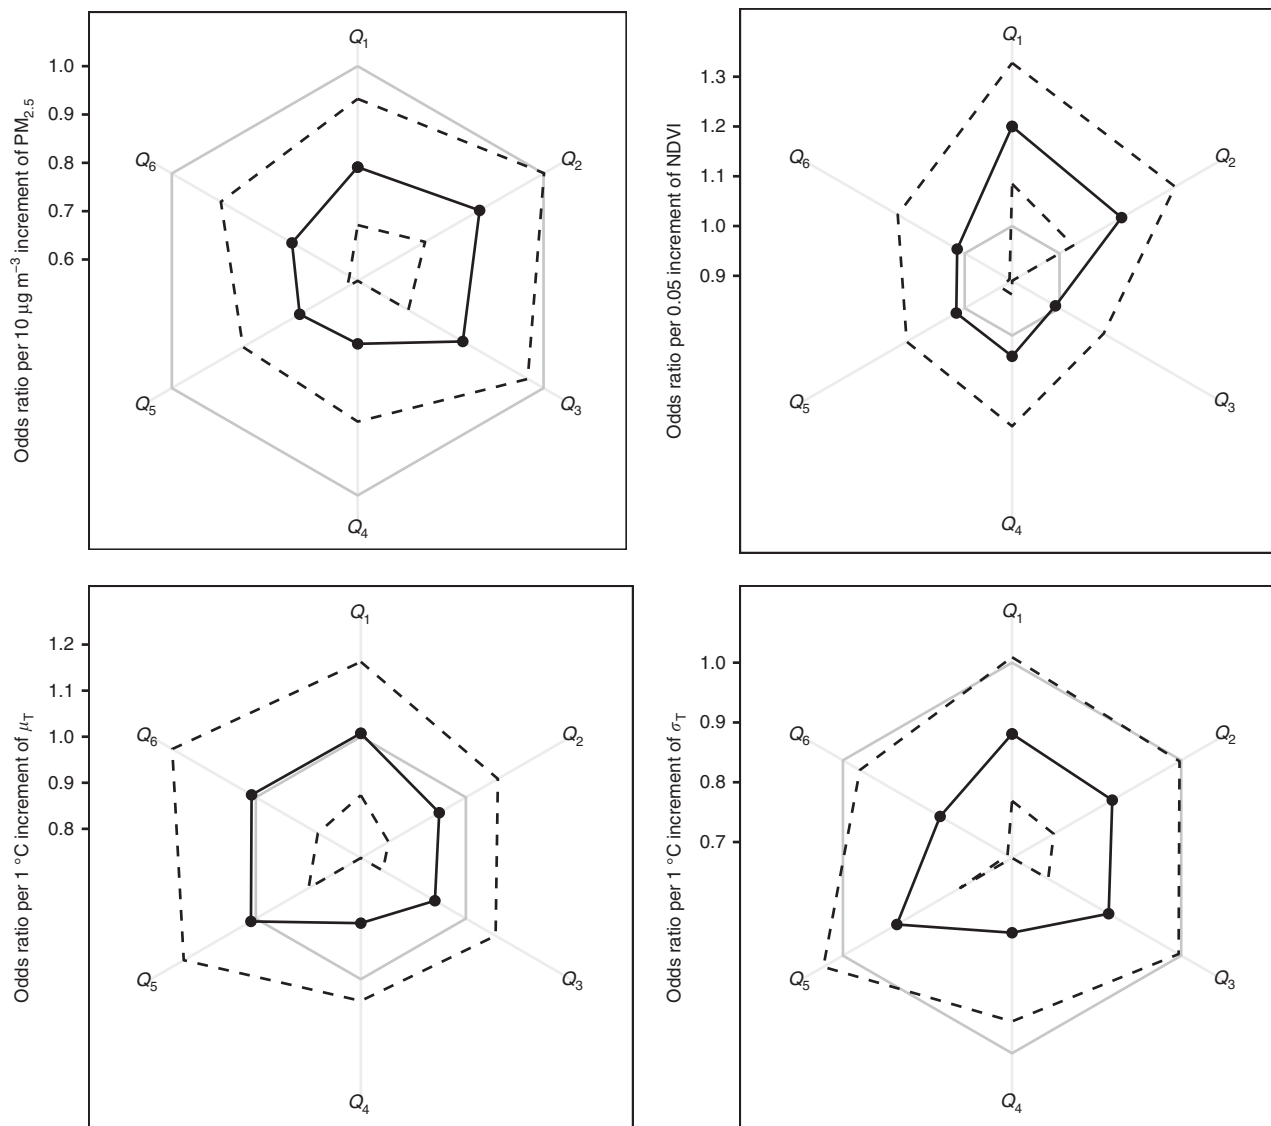 Odds ratio per 10 μg m⁻³ increment of PM₂.₅
1.0
0.9
0.8
0.7
0.6
Q₁
Q₂
Q₃
Q₄
Q₅
Q₆
Odds ratio per 0.05 increment of NDVI
1.3
1.2
1.1
1.0
0.9
Q₁
Q₂
Q₃
Q₄
Q₅
Q₆
Odds ratio per 1 °C increment of μ_T
1.2
1.1
1.0
0.9
0.8
Q₁
Q₂
Q₃
Q₄
Q₅
Q₆
Odds ratio per 1 °C increment of σ_T
1.0
0.9
0.8
0.7
Q₁
Q₂
Q₃
Q₄
Q₅
Q₆